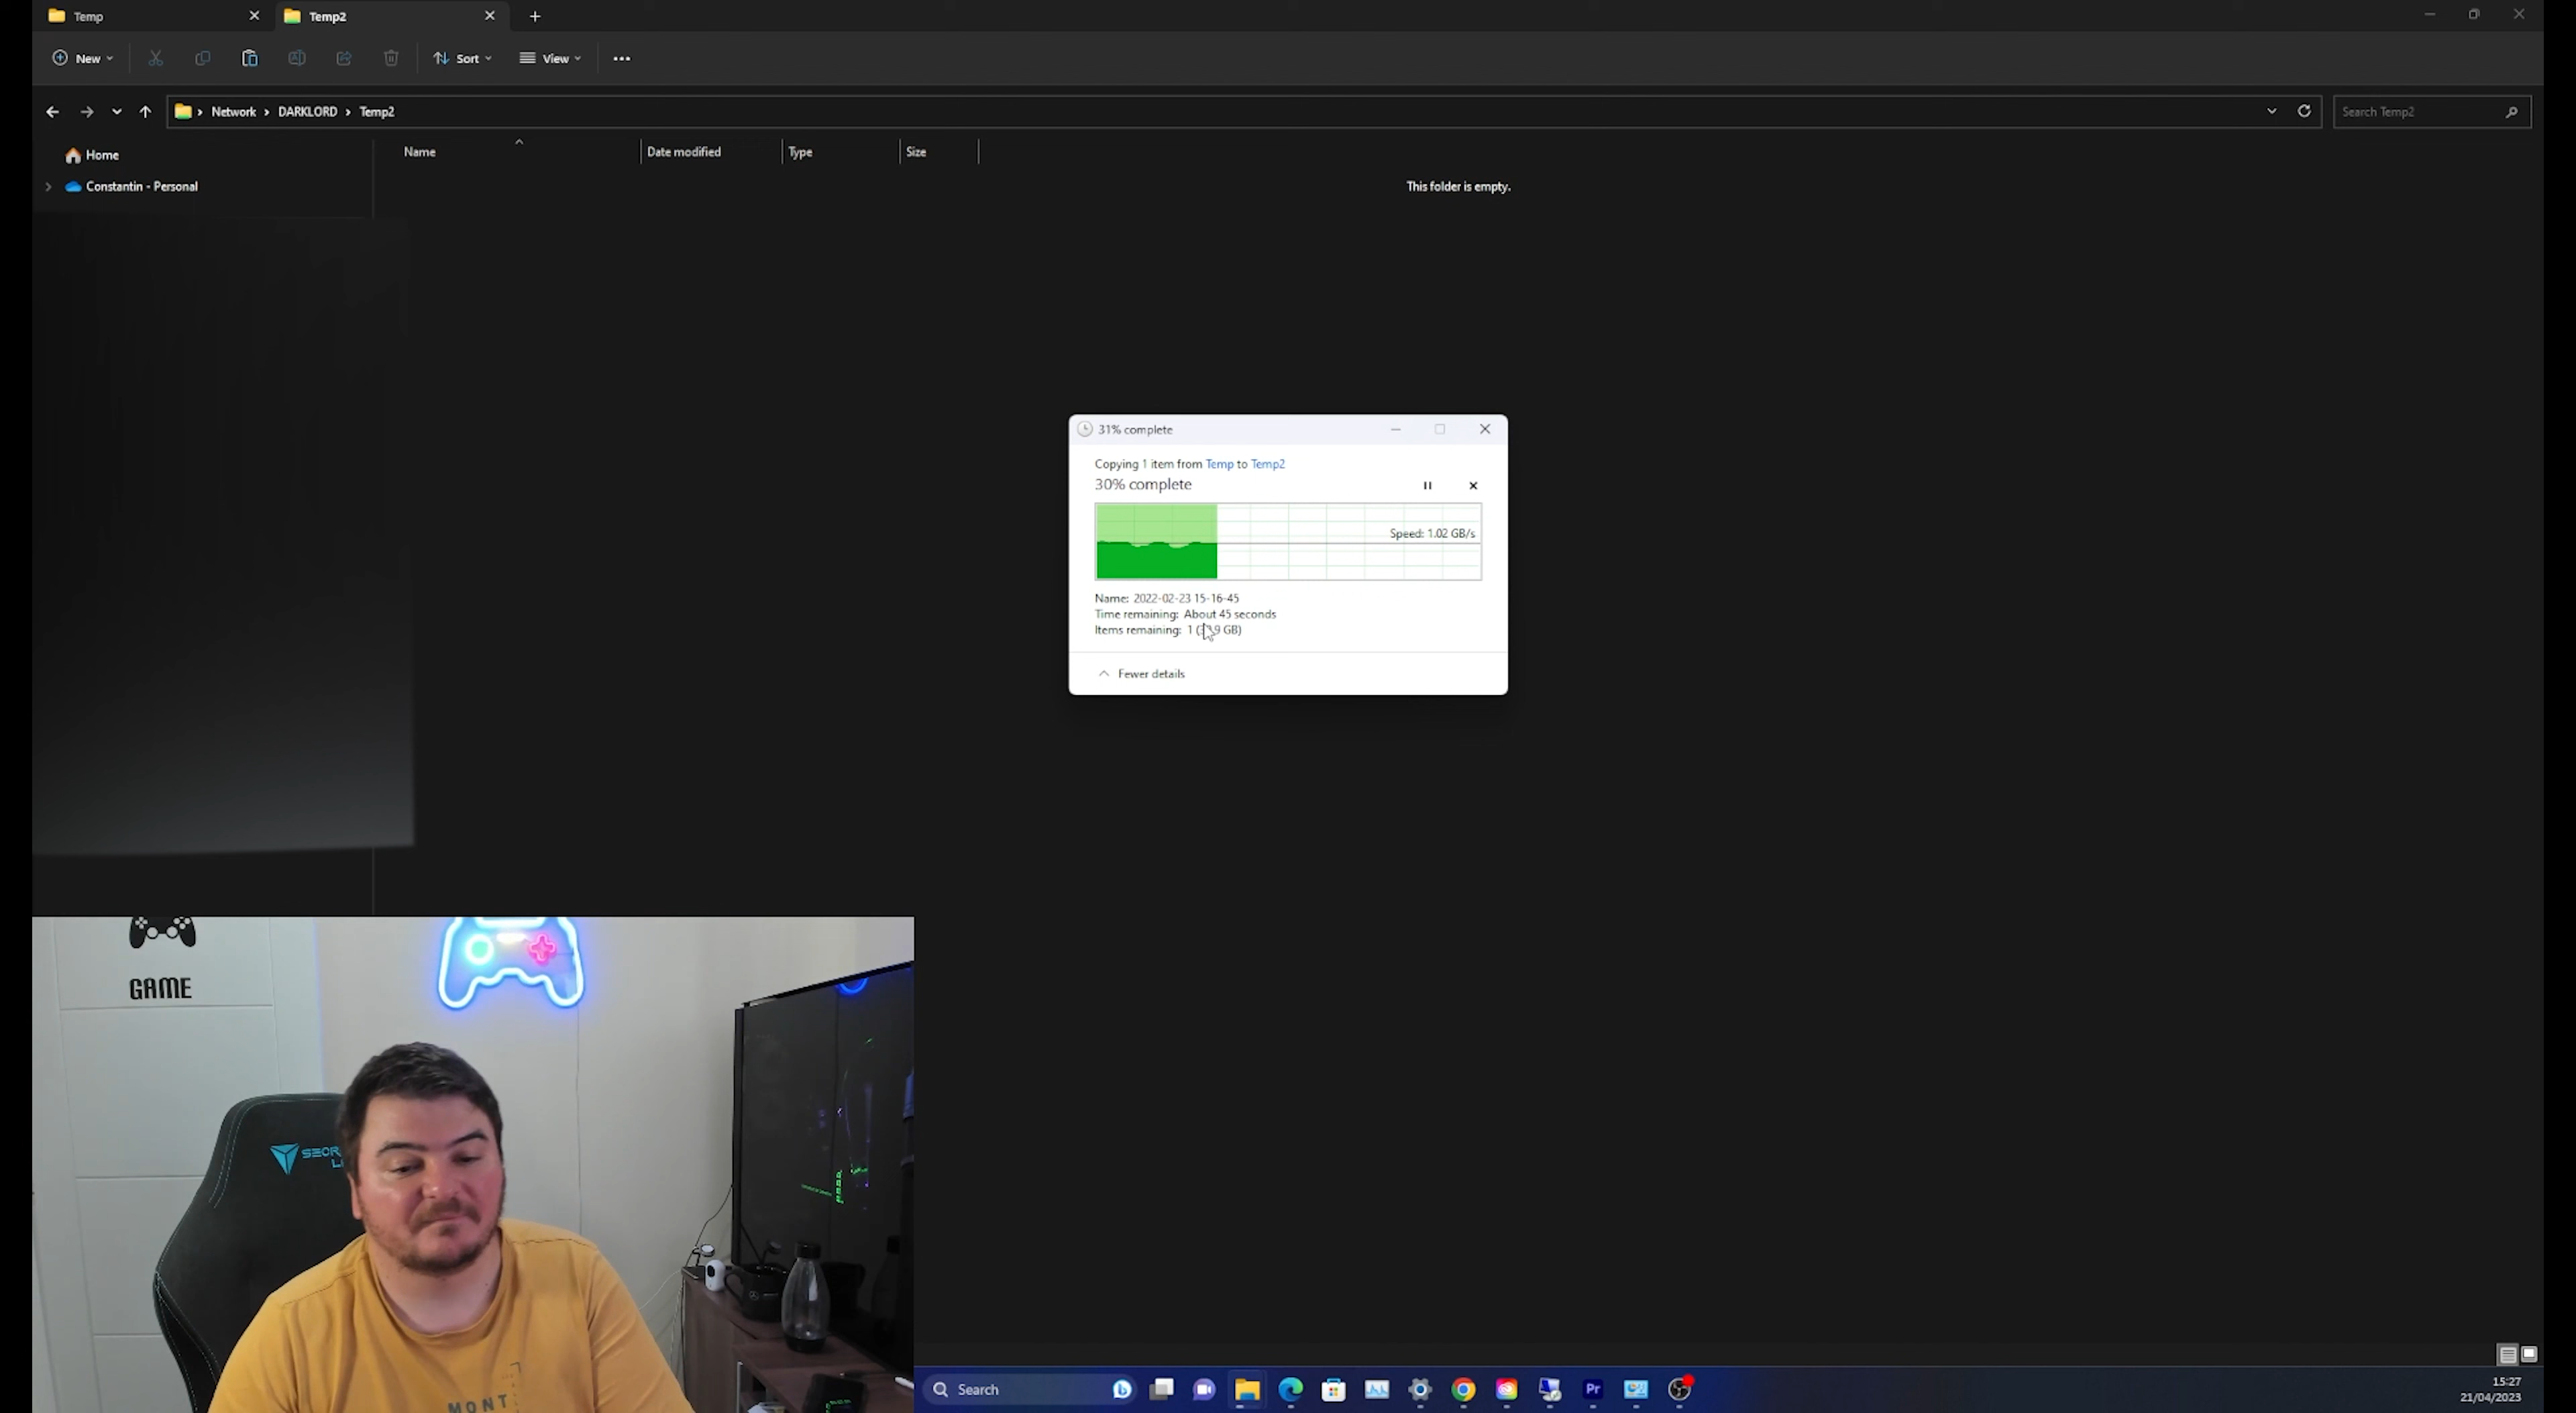 Temp
Temp2
New
Sort
View
Network
DARKLORD
Temp2
Search Temp2
Home
Constantin - Personal
Name
Date modified
Type
Size
This folder is empty.
31% complete
Copying 1 item from Temp to Temp2
30% complete
Speed: 1.02 GB/s
Name: 2022-02-23 15-16-45
Time remaining: About 45 seconds
Items remaining: 1
Fewer details
GAME
MONT
Search
Pr
15:27
21/04/2023